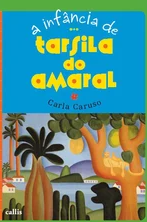 a infância de
tarsila
do
amaral
Carla Caruso
callis